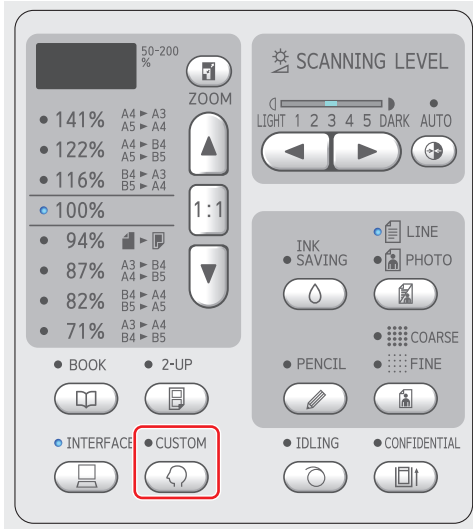 50-200
%
ZOOM
141% A4 ► A3
A5 ► A4
122% A4 ► B4
A5 ► B5
116% B4 ► A3
B5 ► A4
100%
1:1
94%
87% A3 ► B4
A4 ► B5
82% B4 ► A4
B5 ► A5
71% A3 ► A4
B4 ► B5
SCANNING LEVEL
LIGHT 1 2 3 4 5 DARK AUTO
INK
SAVING
LINE
PHOTO
COARSE
PENCIL
FINE
BOOK
2-UP
INTERFACE
CUSTOM
IDLING
CONFIDENTIAL